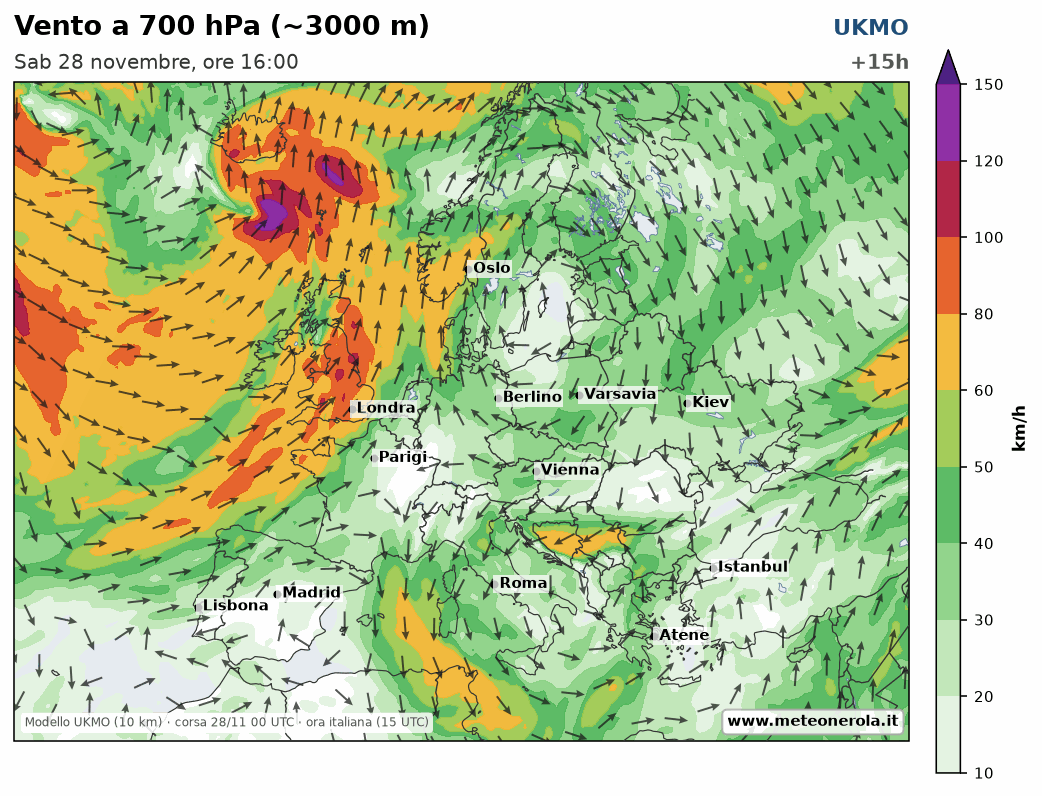 Vento a 700 hPa (~3000 m)
UKMO
Sab 28 novembre, ore 16:00
+15h
150
120
100
80
60
50
40
30
20
10
km/h
Oslo
Berlino
Varsavia
Kiev
Londra
Parigi
Vienna
Istanbul
Roma
Madrid
Lisbona
Atene
Modello UKMO (10 km) · corsa 28/11 00 UTC · ora italiana (15 UTC)
www.meteonerola.it